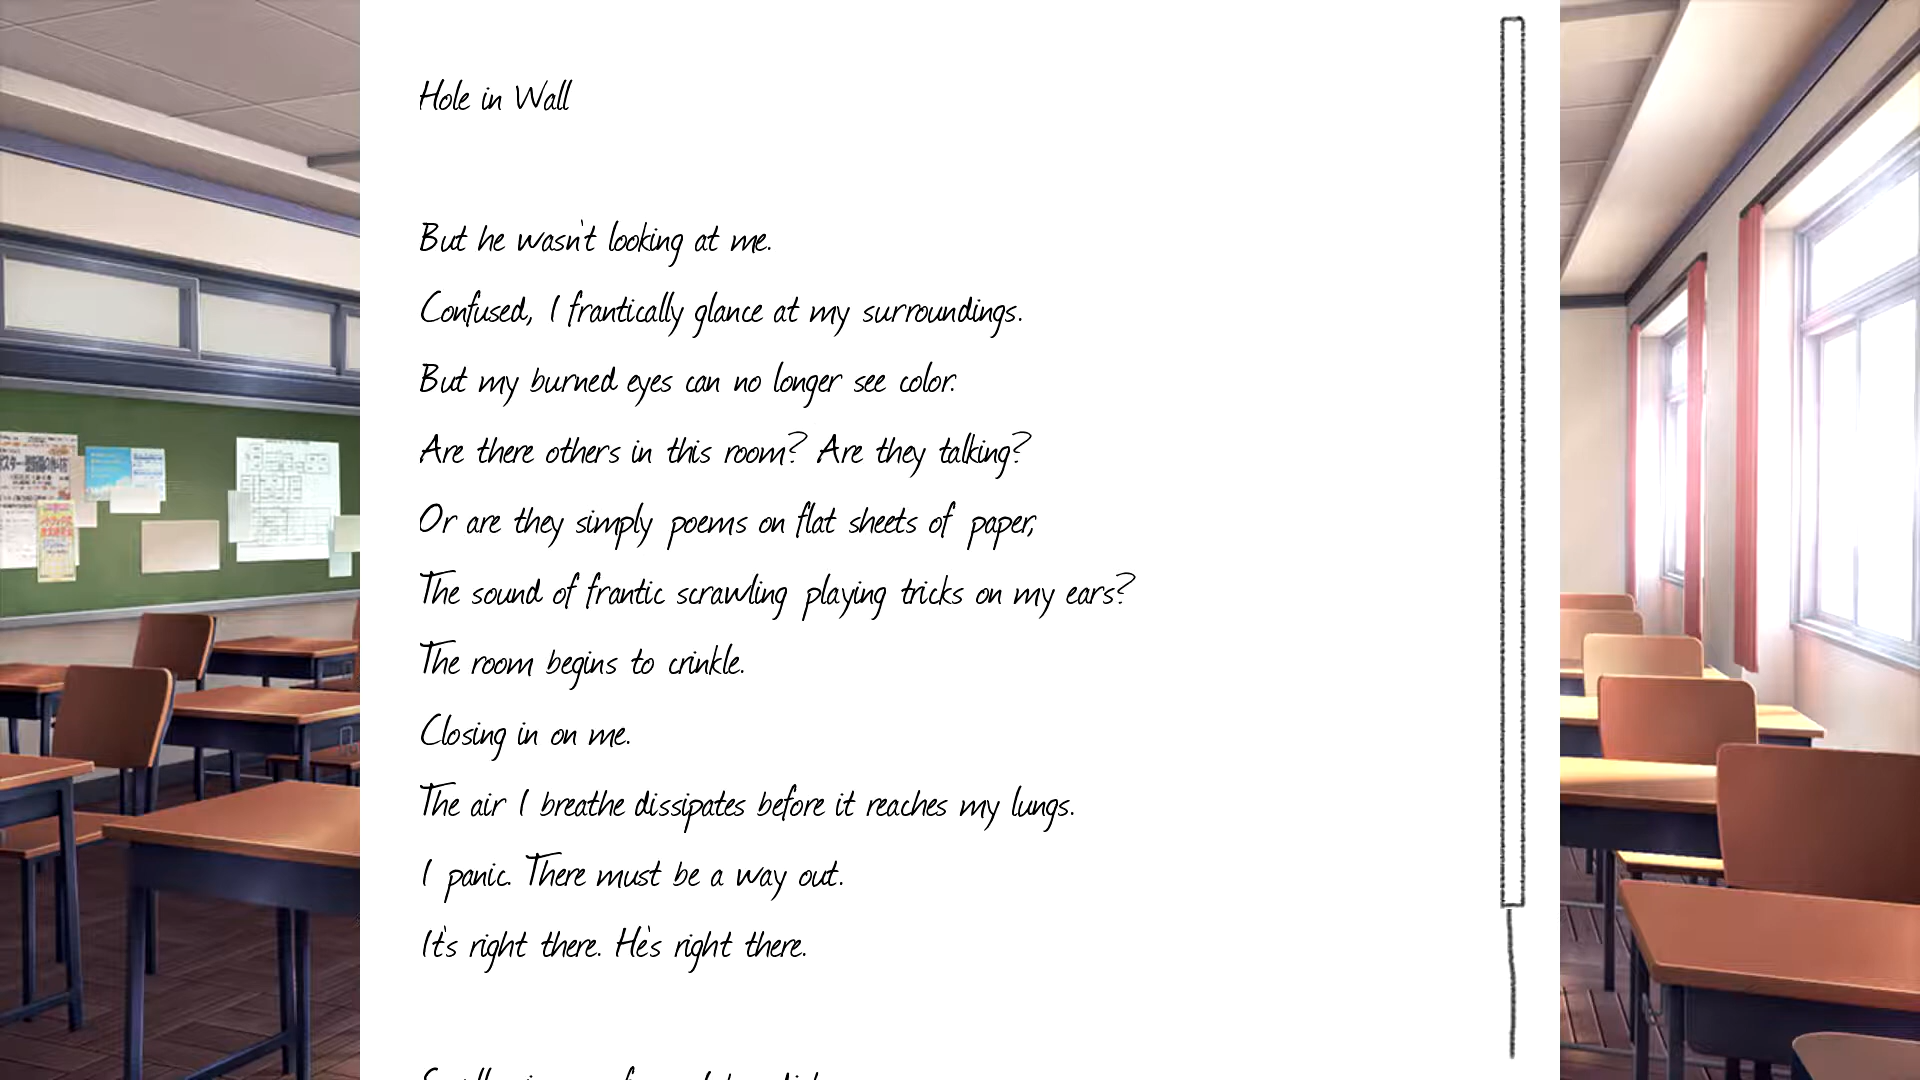 Hole in Wall
But he wasn't looking at me.
Confused, I frantically glance at my surroundings.
But my burned eyes can no longer see color.
Are there others in this room? Are they talking?
Or are they simply poems on flat sheets of paper,
The sound of frantic scrawling playing tricks on my ears?
The room begins to crinkle.
Closing in on me.
The air I breathe dissipates before it reaches my lungs.
I panic. There must be a way out.
It's right there. He's right there.